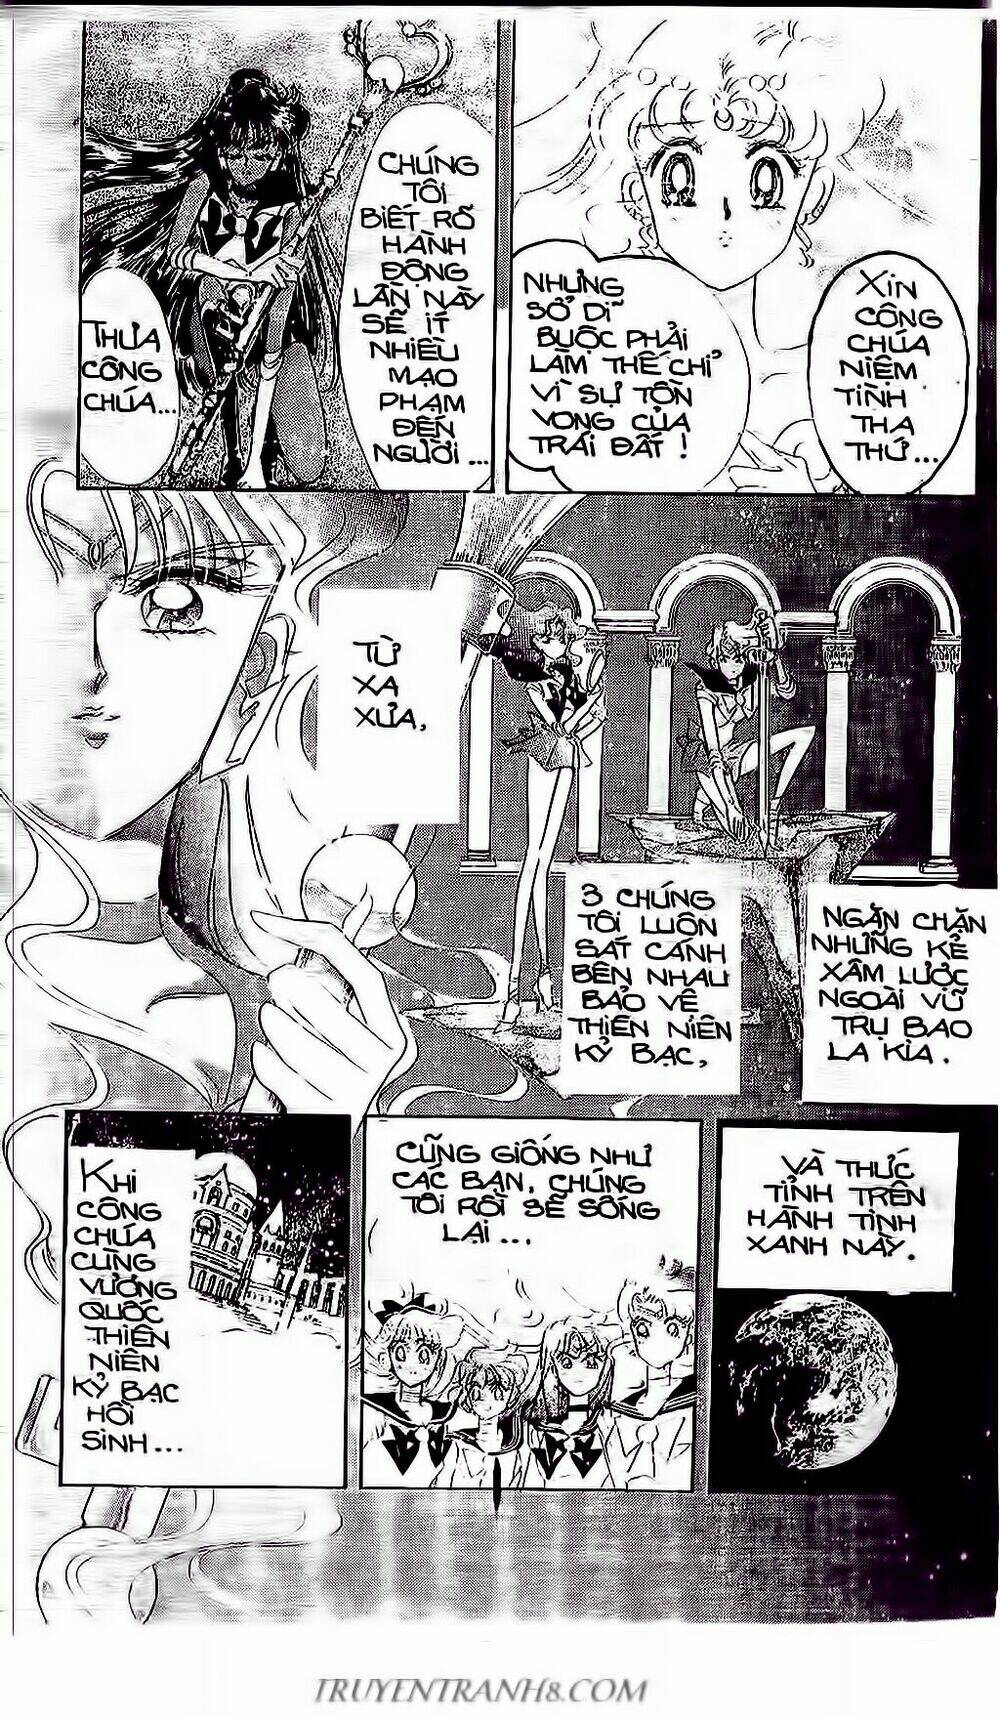 THƯA
CÔNG
CHÚA...
CHÚNG
TÔI
BIẾT RÕ
HÀNH
ĐỘNG
LẦN NÀY
SẼ ÍT
NHIỀU
MẠO
PHẠM
ĐẾN
NGƯỜI...
NHƯNG
SỞ DĨ
BUỘC PHẢI
LÀM THẾ CHỈ
VÌ SỰ TỒN
VONG CỦA
TRÁI ĐẤT!
XIN
CÔNG
CHÚA
NIỆM
TÌNH
THA
THỨ...
TỪ
XA
XƯA,
3 CHÚNG
TÔI LUÔN
SÁT CÁNH
BÊN NHAU
BẢO VỆ
THIÊN NIÊN
KỶ BẠC,
NGĂN CHẶN
NHỮNG KẺ
XÂM LƯỢC
NGOÀI VŨ
TRỤ BAO
LA KIA.
KHI
CÔNG
CHÚA
CÙNG
VƯƠNG
QUỐC
THIÊN
NIÊN
KỶ BẠC
HỒI
SINH...
CŨNG GIỐNG NHƯ
CÁC BẠN, CHÚNG
TÔI RỒI SẼ SỐNG
LẠI...
VÀ THỨC
TỈNH TRÊN
HÀNH TINH
XANH NÀY.
TRUYENTRANH8.COM